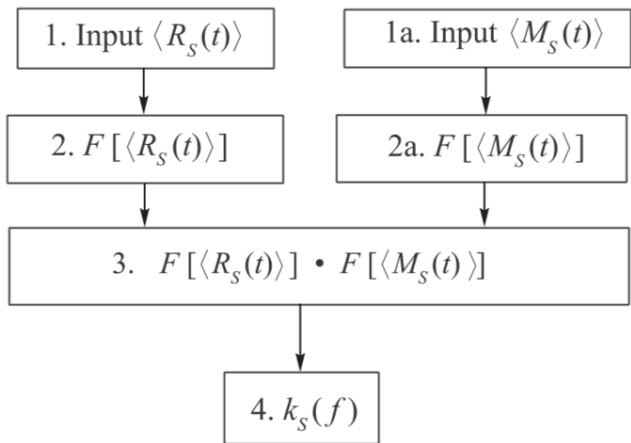 1. Input ⟨R_S(t)⟩
1a. Input ⟨M_S(t)⟩
2. F [⟨R_S(t)⟩]
2a. F [⟨M_S(t)⟩]
3. F [⟨R_S(t)⟩] • F [⟨M_S(t)⟩]
4. k_S(f)